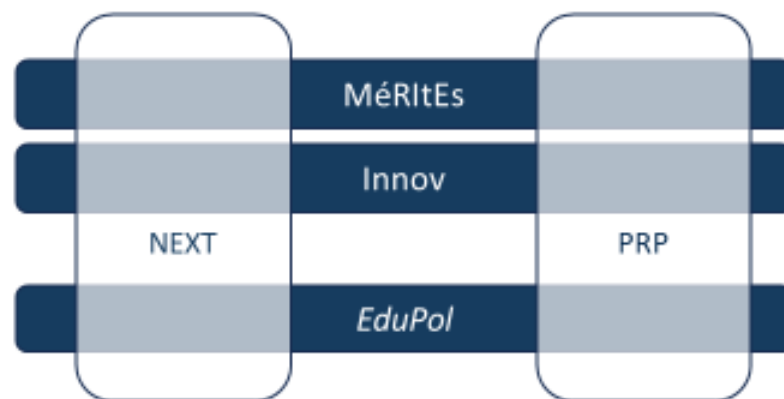 MéRItEs
Innov
NEXT
PRP
EduPol